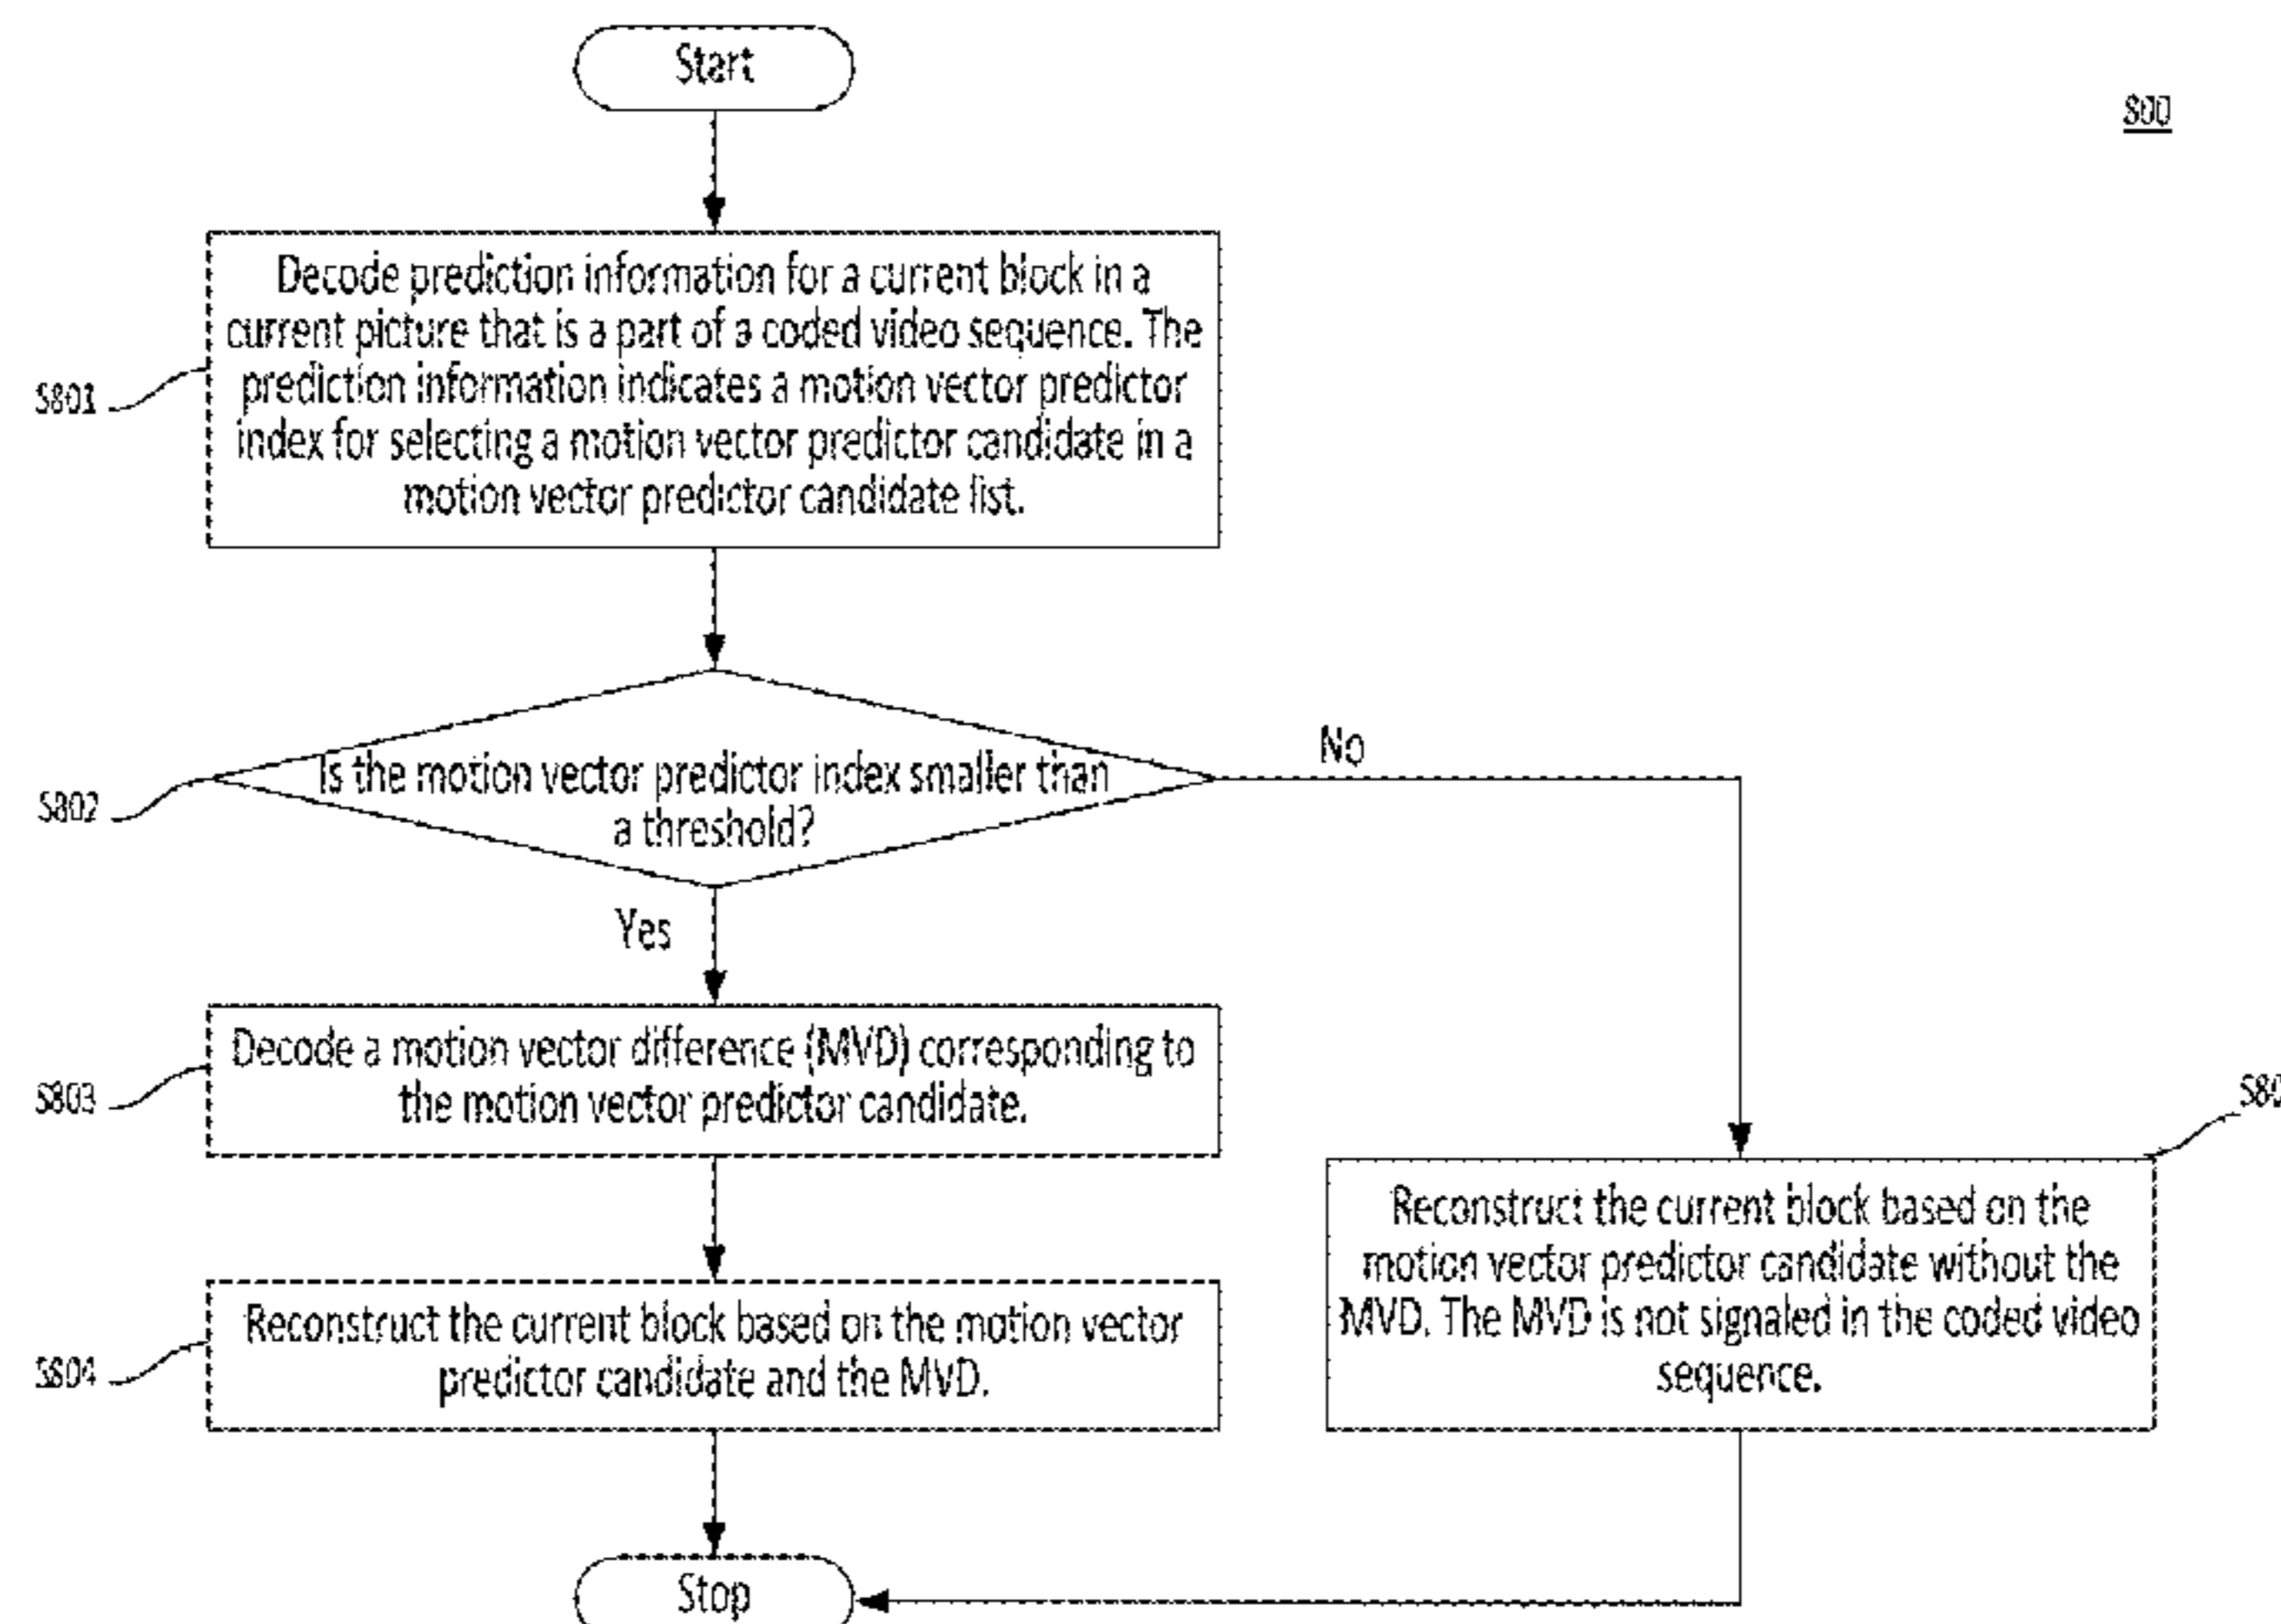 Start
800
Decode prediction information for a current block in a
current picture that is a part of a coded video sequence. The
prediction information indicates a motion vector predictor
index for selecting a motion vector predictor candidate in a
motion vector predictor candidate list.
S801
Is the motion vector predictor index smaller than
a threshold?
S802
No
Yes
Decode a motion vector difference (MVD) corresponding to
the motion vector predictor candidate.
S803
Reconstruct the current block based on the
motion vector predictor candidate without the
MVD. The MVD is not signaled in the coded video
sequence.
Reconstruct the current block based on the motion vector
predictor candidate and the MVD.
S804
Stop